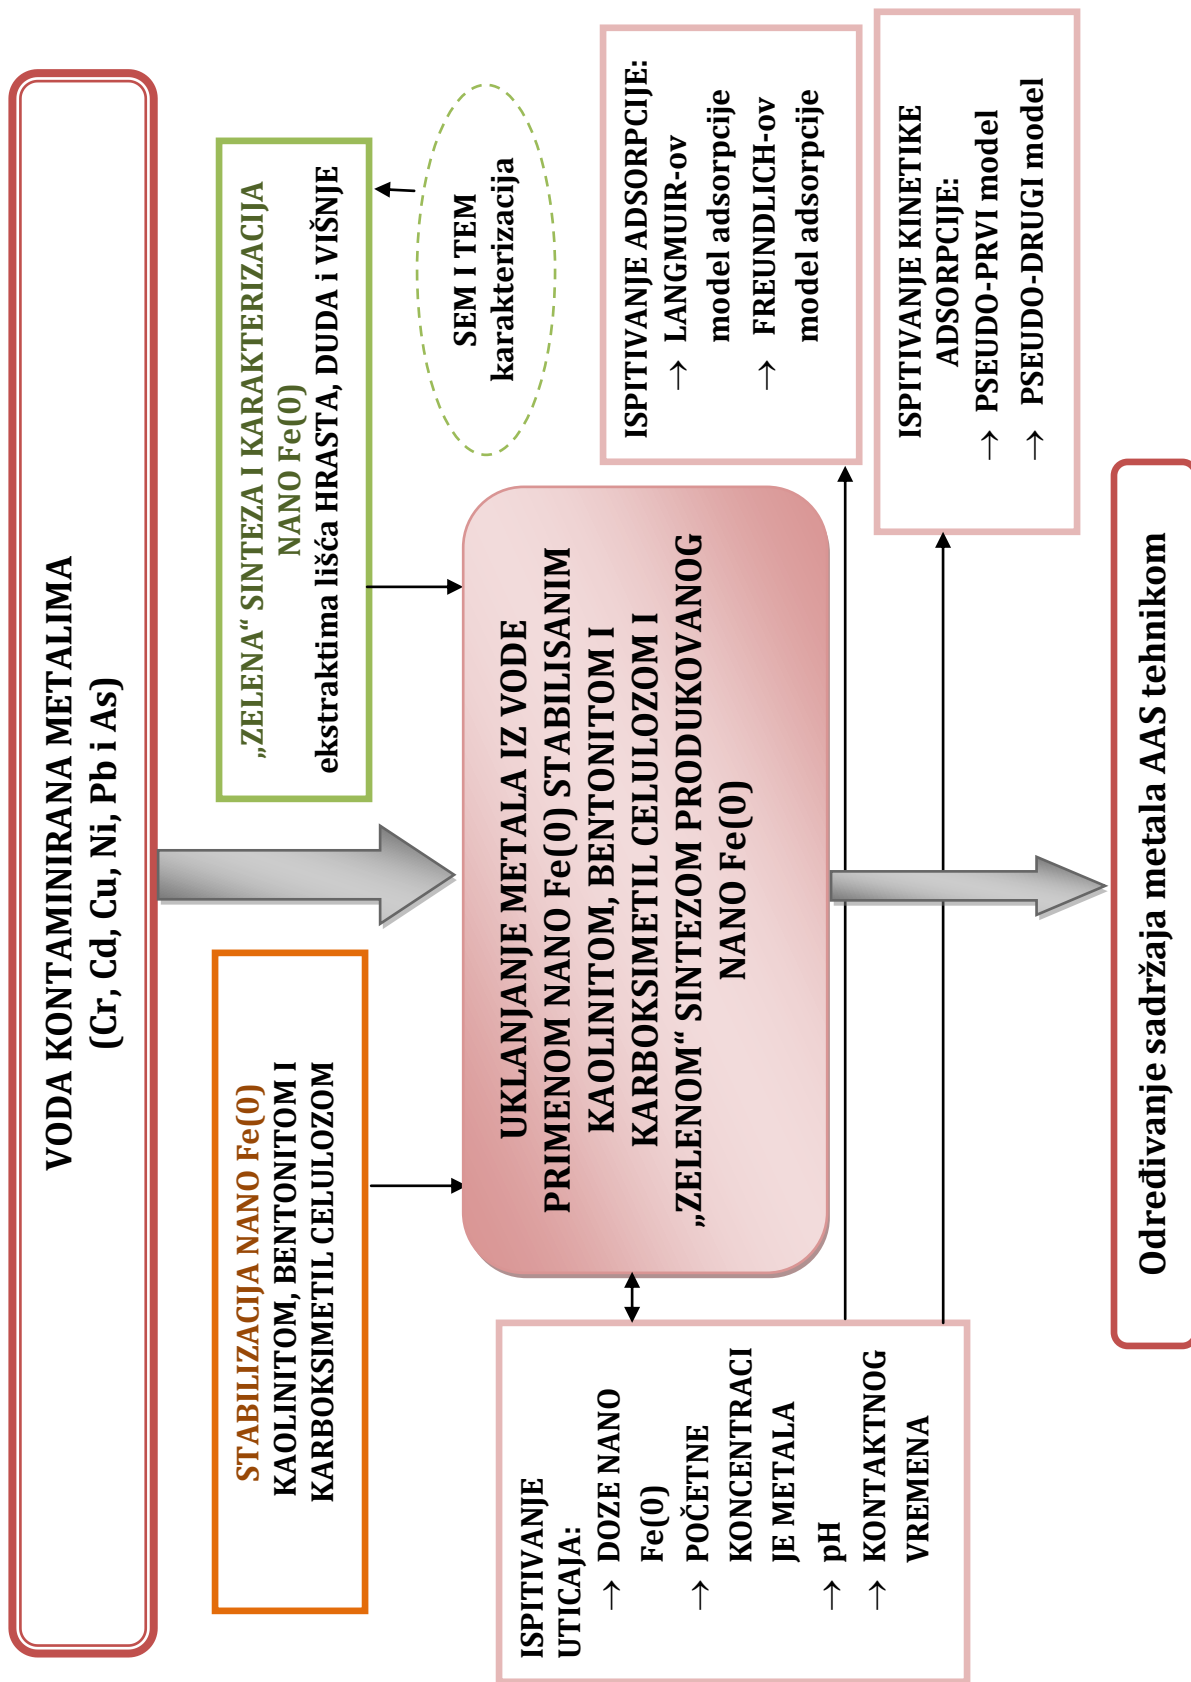 VODA KONTAMINIRANA METALIMA
(Cr, Cd, Cu, Ni, Pb i As)
STABILIZACIJA NANO Fe(0)
KAOLINITOM, BENTONITOM I
KARBOKSIMETIL CELULOZOM
„ZELENA“ SINTEZA I KARAKTERIZACIJA
NANO Fe(0)
ekstraktima lišća HRASTA, DUDA i VIŠNJE
SEM I TEM
karakterizacija
UKLANJANJE METALA IZ VODE
PRIMENOM NANO Fe(0) STABILISANIM
KAOLINITOM, BENTONITOM I
KARBOKSIMETIL CELULOZOM I
„ZELENOM“ SINTEZOM PRODUKOVANOG
NANO Fe(0)
ISPITIVANJE
UTICAJA:
→ DOZE NANO
Fe(0)
→ POČETNE
KONCENTRACI
JE METALA
→ pH
→ KONTAKTNOG
VREMENA
ISPITIVANJE ADSORPCIJE:
→ LANGMUIR-ov
model adsorpcije
→ FREUNDLICH-ov
model adsorpcije
ISPITIVANJE KINETIKE
ADSORPCIJE:
→ PSEUDO-PRVI model
→ PSEUDO-DRUGI model
Određivanje sadržaja metala AAS tehnikom